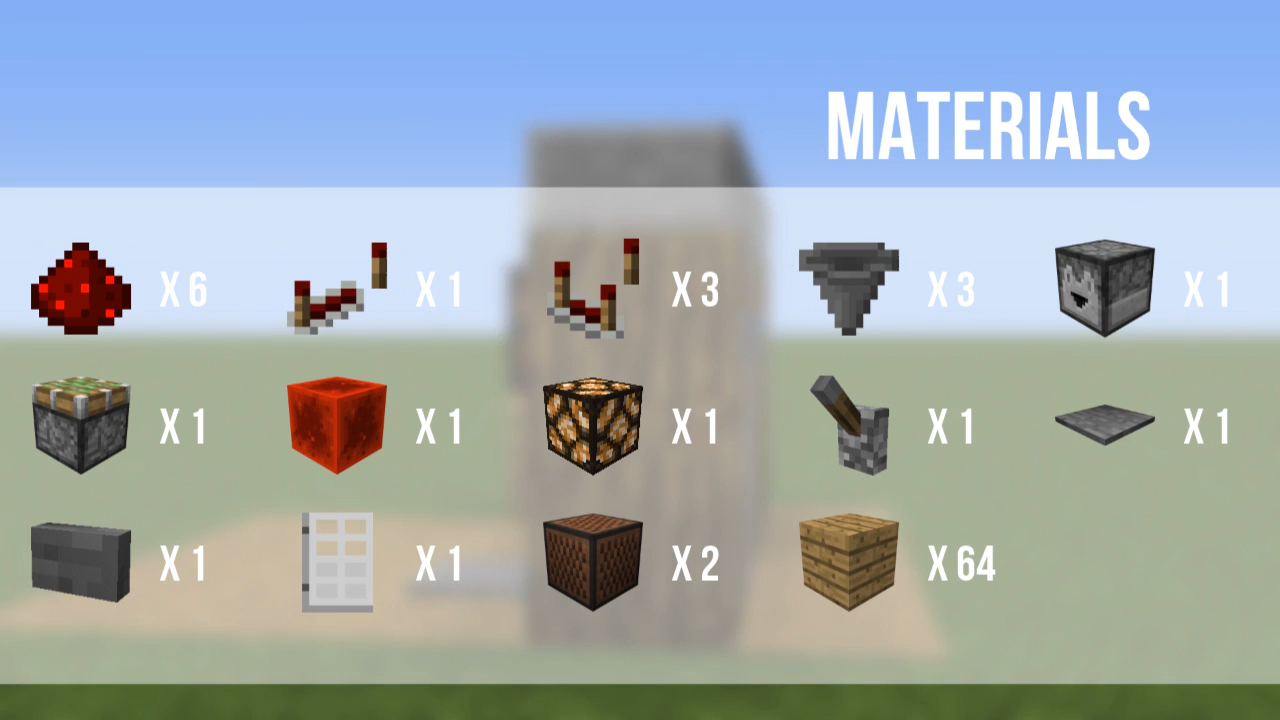 MATERIALS
X 6 X 1 X 3 X 3 X 1
X 1 X 1 X 1 X 1 X 1
X 1 X 1 X 2 X 64